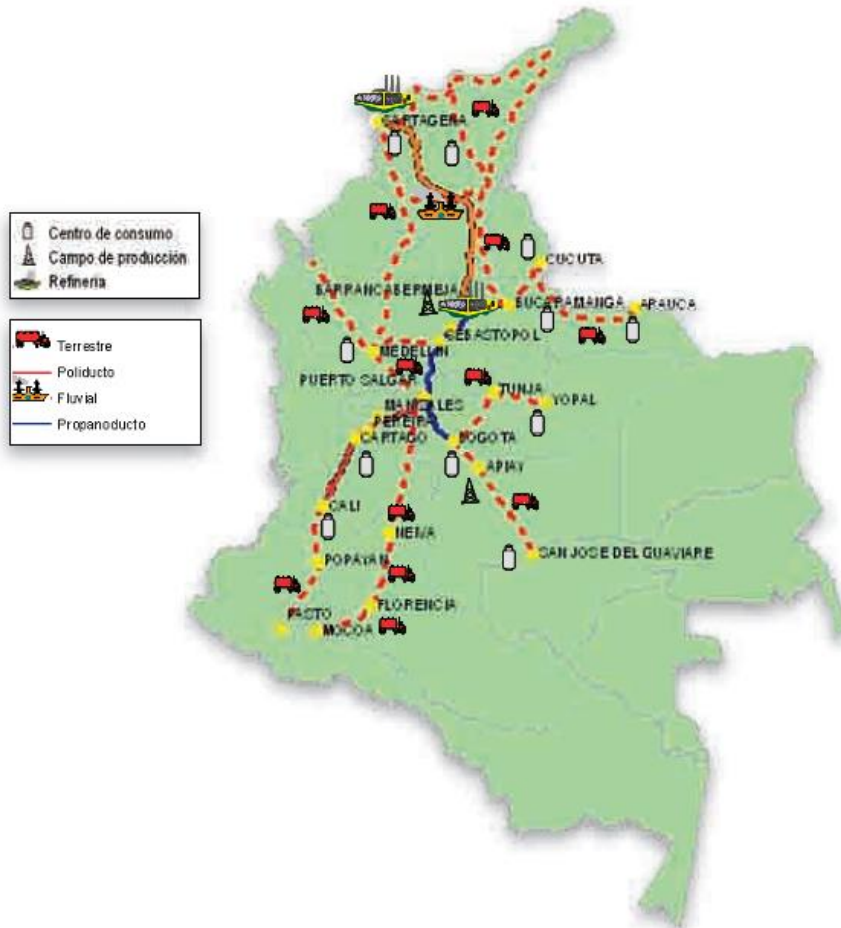 CARTAGENA
Centro de consumo
Campo de producción
Refineria
CUCUTA
BARRANCABERMEJA
BUCARAMANGA
ARAUCA
SEBASTOPOL
Terrestre
Poliducto
Fluvial
Propanoducto
MEDELLIN
PUERTO SALGAR
TUNJA
YOPAL
MANIZALES
PEREIRA
CARTAGO
BOGOTA
APIAY
CALI
NEIVA
SAN JOSE DEL GUAVIARE
POPAYAN
FLORENCIA
PASTO
MOCOA